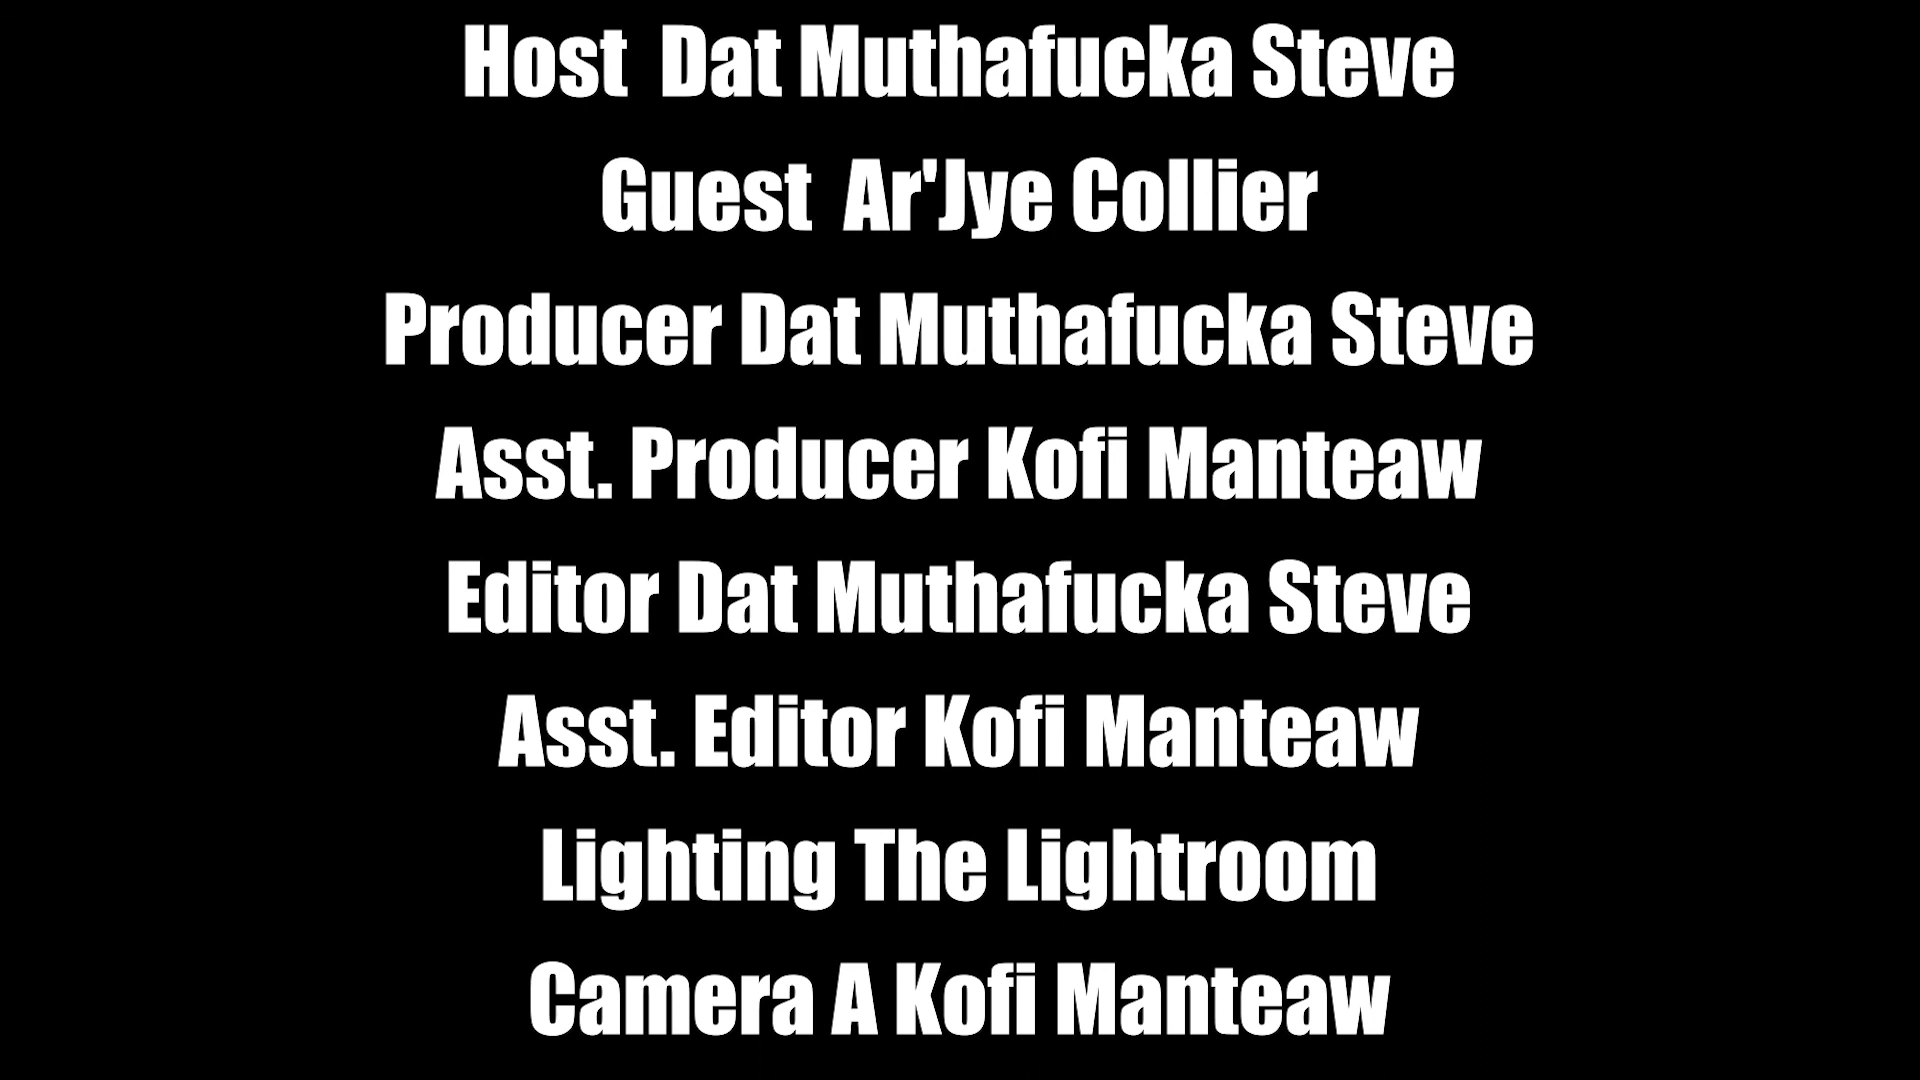 Host  Dat Muthafucka Steve
Guest  Ar'Jye Collier
Producer Dat Muthafucka Steve
Asst. Producer Kofi Manteaw
Editor Dat Muthafucka Steve
Asst. Editor Kofi Manteaw
Lighting The Lightroom
Camera A Kofi Manteaw